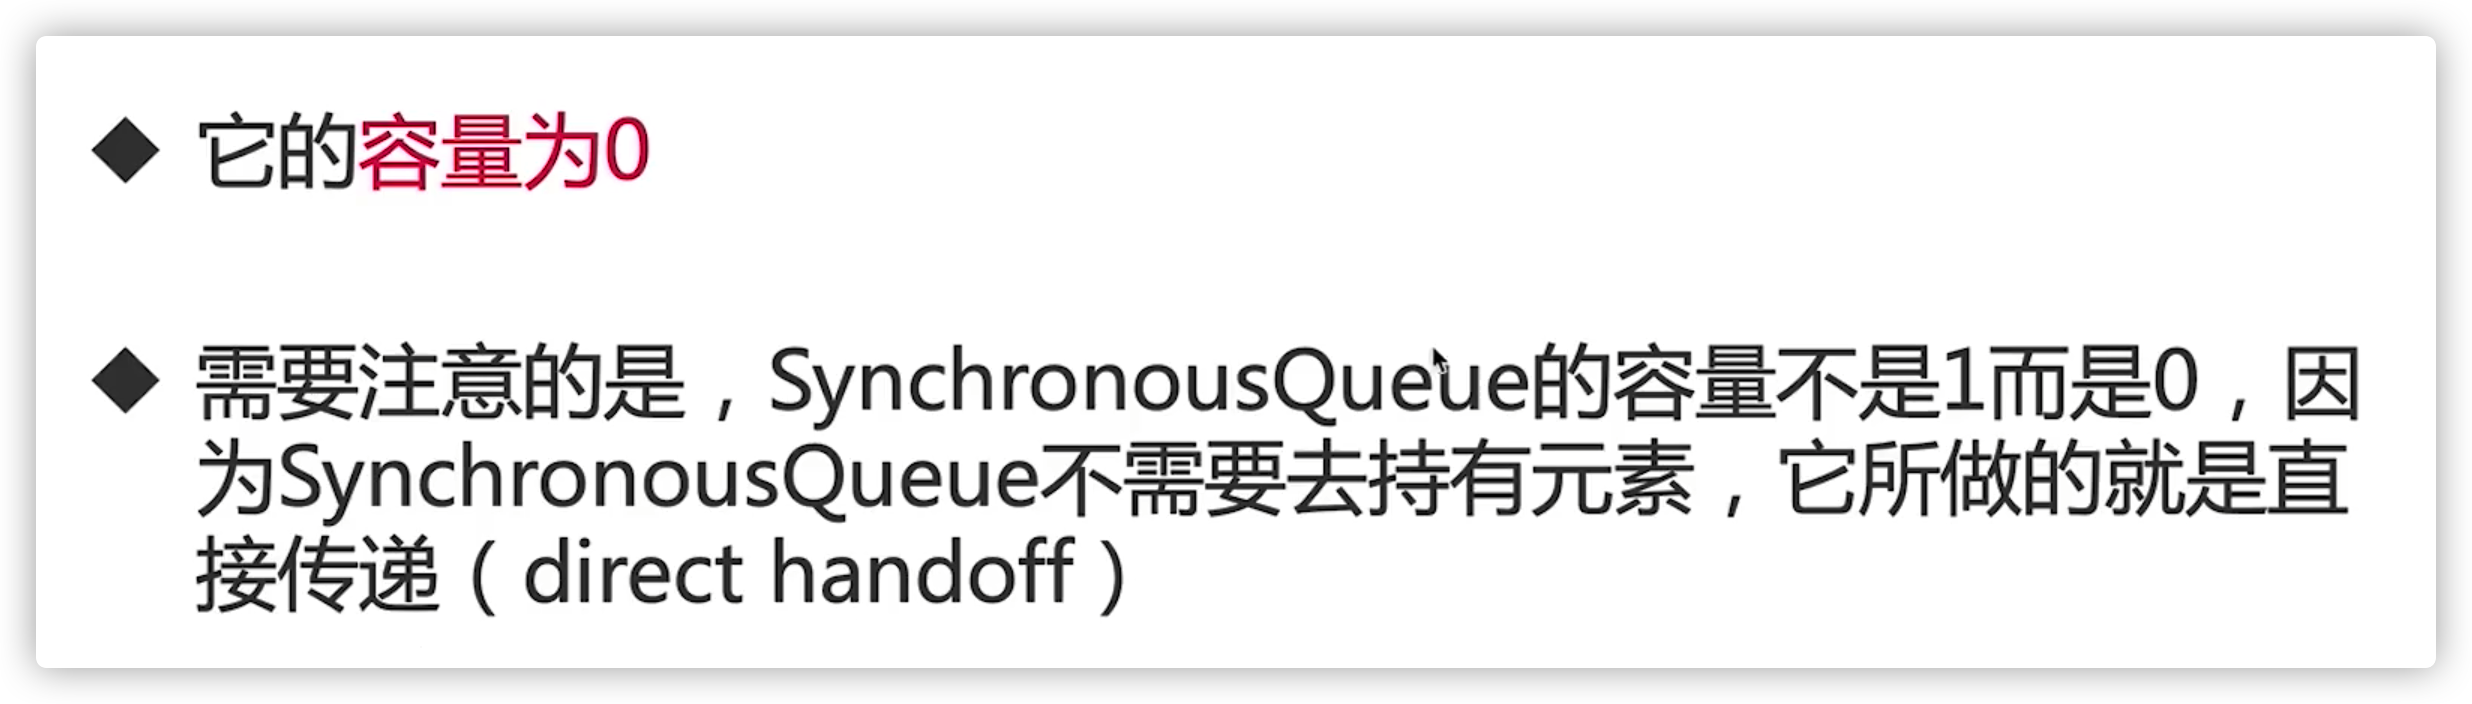 ◆ 它的容量为0
◆ 需要注意的是，SynchronousQueue的容量不是1而是0，因
为SynchronousQueue不需要去持有元素，它所做的就是直
接传递（direct handoff）